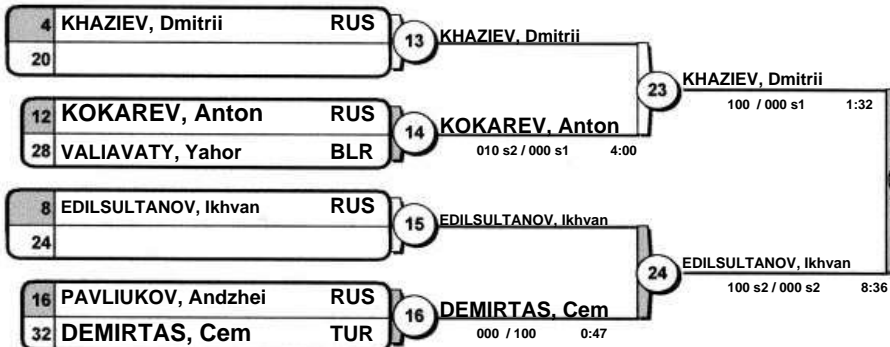 4 KHAZIEV, Dmitrii RUS
20
13 KHAZIEV, Dmitrii
12 KOKAREV, Anton RUS
28 VALIAVATY, Yahor BLR
14 KOKAREV, Anton
010 s2 / 000 s1 4:00
23 KHAZIEV, Dmitrii
100 / 000 s1 1:32
8 EDILSULTANOV, Ikhvan RUS
24
15 EDILSULTANOV, Ikhvan
16 PAVLIUKOV, Andzhei RUS
32 DEMIRTAS, Cem TUR
16 DEMIRTAS, Cem
000 / 100 0:47
24 EDILSULTANOV, Ikhvan
100 s2 / 000 s2 8:36